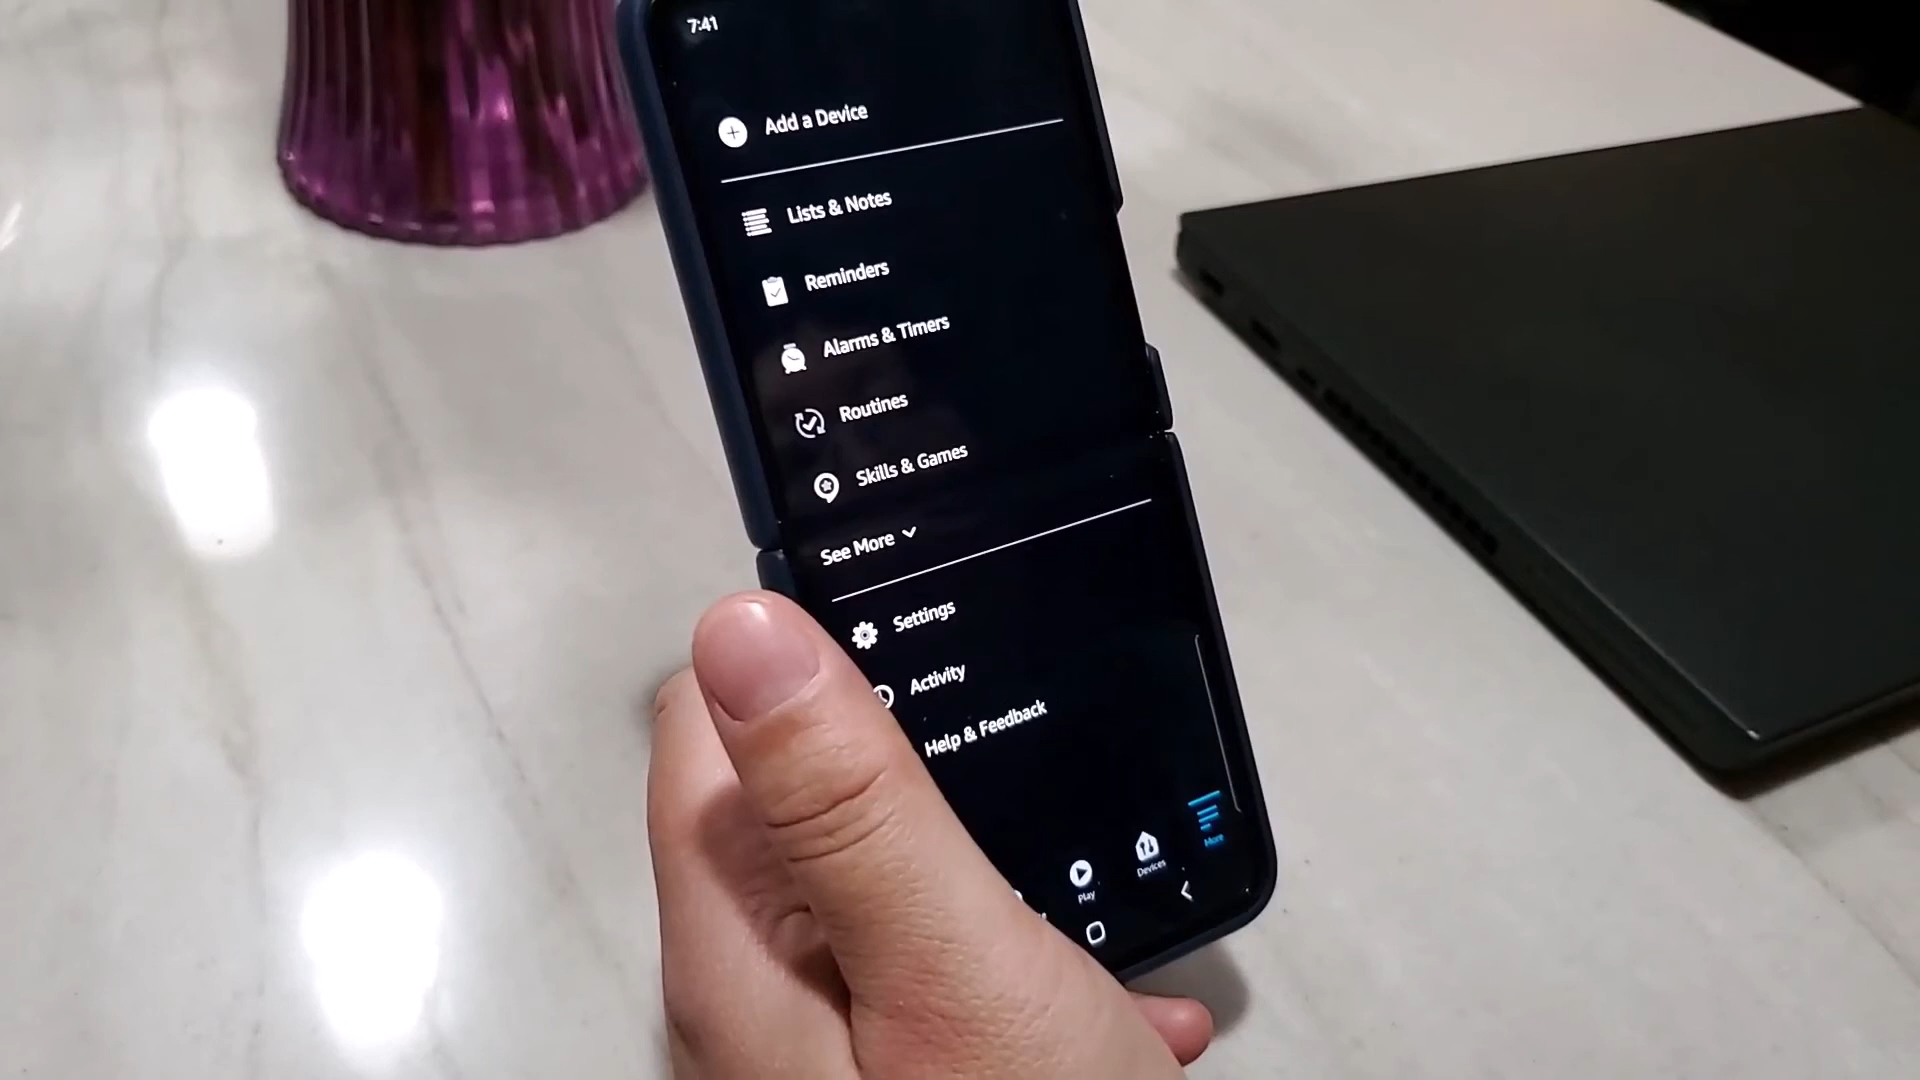 7:41
Add a Device
Lists & Notes
Reminders
Alarms & Timers
Routines
Skills & Games
See More
Settings
Activity
Help & Feedback
Play
Devices
More